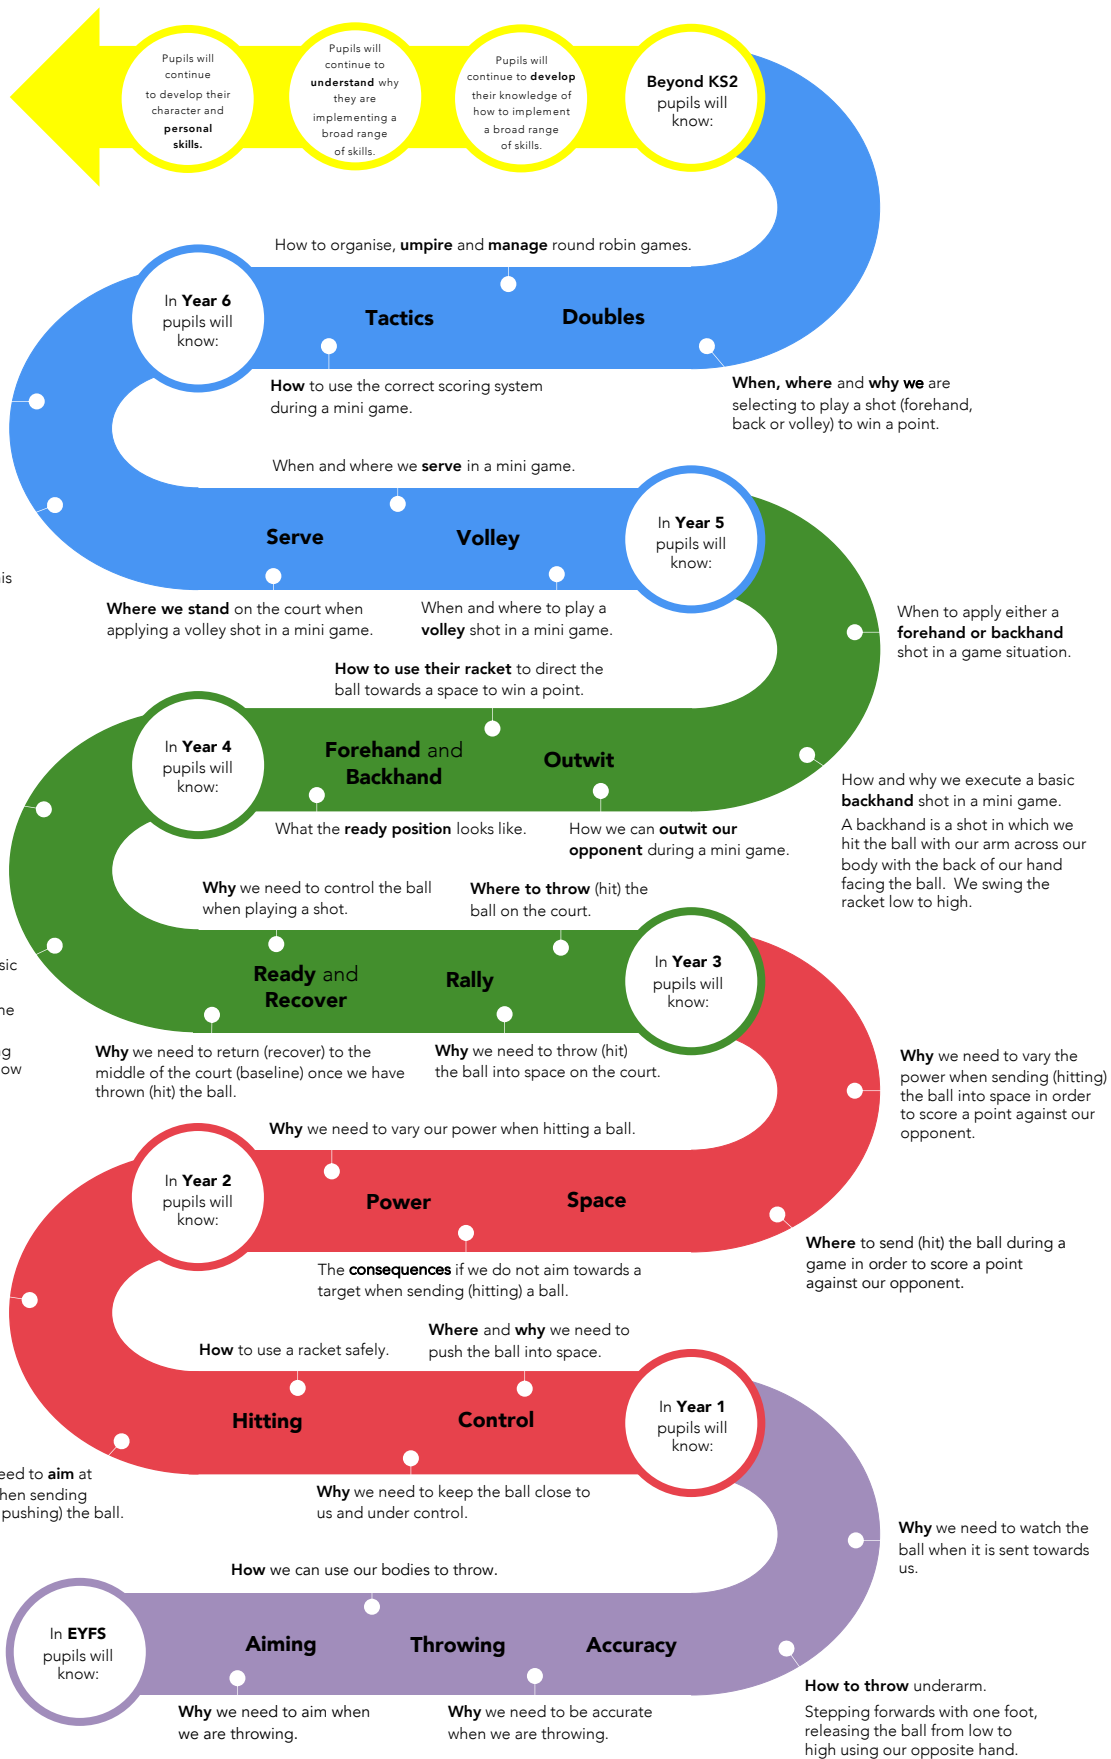 Pupils will
continue
to develop their
character and
personal
skills.
Pupils will
continue to
understand why
they are
implementing a
broad range
of skills.
Pupils will
continue to develop
their knowledge of
how to implement
a broad range
of skills.
Beyond KS2
pupils will
know:
How to organise, umpire and manage round robin games.
In Year 6
pupils will
know:
Tactics
Doubles
How to use the correct scoring system
during a mini game.
When, where and why we are
selecting to play a shot (forehand,
back or volley) to win a point.
When and where we serve in a mini game.
In Year 5
pupils will
know:
Serve
Volley
nis
Where we stand on the court when
applying a volley shot in a mini game.
When and where to play a
volley shot in a mini game.
When to apply either a
forehand or backhand
shot in a game situation.
How to use their racket to direct the
ball towards a space to win a point.
In Year 4
pupils will
know:
Forehand and
Backhand
Outwit
How and why we execute a basic
backhand shot in a mini game.
A backhand is a shot in which we
hit the ball with our arm across our
body with the back of our hand
facing the ball. We swing the
racket low to high.
What the ready position looks like.
How we can outwit our
opponent during a mini game.
Why we need to control the ball
when playing a shot.
Where to throw (hit) the
ball on the court.
In Year 3
pupils will
know:
Ready and
Recover
Rally
sic
ne
ng
ow
Why we need to return (recover) to the
middle of the court (baseline) once we have
thrown (hit) the ball.
Why we need to throw (hit)
the ball into space on the court.
Why we need to vary the
power when sending (hitting)
the ball into space in order
to score a point against our
opponent.
Why we need to vary our power when hitting a ball.
In Year 2
pupils will
know:
Power
Space
Where to send (hit) the ball during a
game in order to score a point
against our opponent.
The consequences if we do not aim towards a
target when sending (hitting) a ball.
How to use a racket safely.
Where and why we need to
push the ball into space.
In Year 1
pupils will
know:
Hitting
Control
eed to aim at
hen sending
pushing) the ball.
Why we need to keep the ball close to
us and under control.
Why we need to watch the
ball when it is sent towards
us.
How we can use our bodies to throw.
In EYFS
pupils will
know:
Aiming
Throwing
Accuracy
Why we need to aim when
we are throwing.
Why we need to be accurate
when we are throwing.
How to throw underarm.
Stepping forwards with one foot,
releasing the ball from low to
high using our opposite hand.